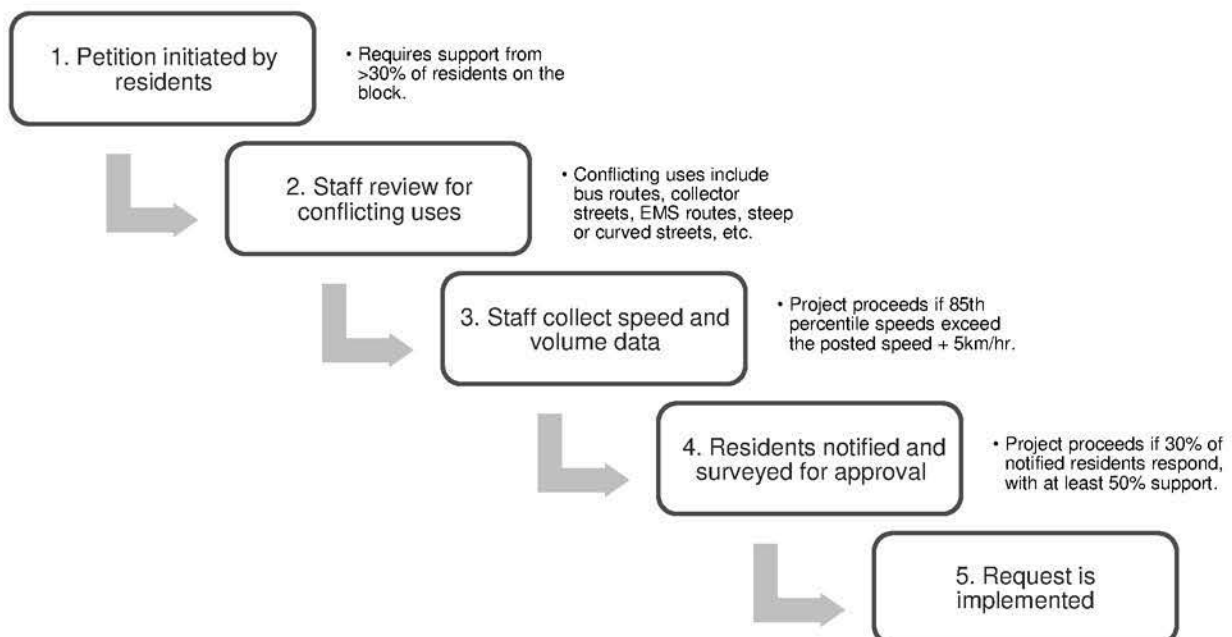 1. Petition initiated by
residents
• Requires support from
>30% of residents on the
block.
2. Staff review for
conflicting uses
• Conflicting uses include
bus routes, collector
streets, EMS routes, steep
or curved streets, etc.
3. Staff collect speed and
volume data
• Project proceeds if 85th
percentile speeds exceed
the posted speed + 5km/hr.
4. Residents notified and
surveyed for approval
• Project proceeds if 30% of
notified residents respond,
with at least 50% support.
5. Request is
implemented